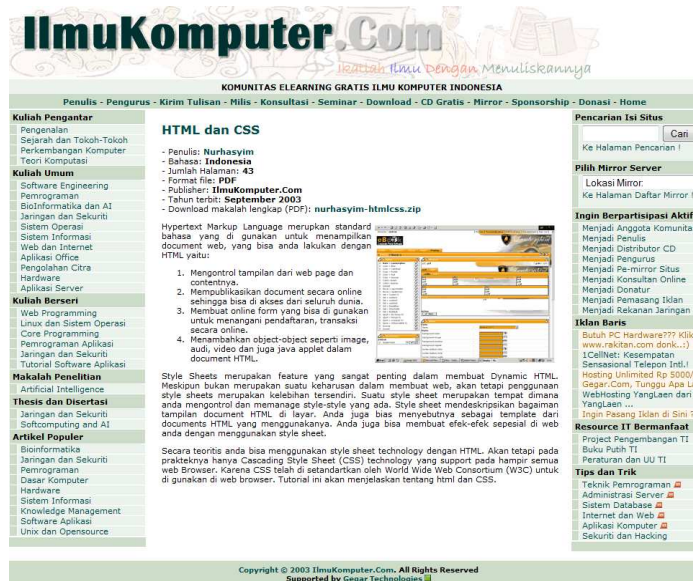 IlmuKomputer.Com
Ikatlah Ilmu Dengan Menuliskannya
KOMUNITAS ELEARNING GRATIS ILMU KOMPUTER INDONESIA
Penulis - Pengurus - Kirim Tulisan - Milis - Konsultasi - Seminar - Download - CD Gratis - Mirror - Sponsorship - Donasi - Home
Kuliah Pengantar
Pengenalan
Sejarah dan Tokoh-Tokoh
Perkembangan Komputer
Teori Komputasi
Kuliah Umum
Software Engineering
Pemrograman
BioInformatika dan AI
Jaringan dan Sekuriti
Sistem Operasi
Sistem Informasi
Web dan Internet
Aplikasi Office
Pengolahan Citra
Hardware
Aplikasi Server
Kuliah Berseri
Web Programming
Linux dan Sistem Operasi
Core Programming
Pemrograman Aplikasi
Jaringan dan Sekuriti
Tutorial Software Aplikasi
Makalah Penelitian
Artificial Intelligence
Thesis dan Disertasi
Jaringan dan Sekuriti
Softcomputing and AI
Artikel Populer
Bioinformatika
Jaringan dan Sekuriti
Pemrograman
Dasar Komputer
Hardware
Sistem Informasi
Knowledge Management
Software Aplikasi
Unix dan Opensource
HTML dan CSS
- Penulis: Nurhasyim
- Bahasa: Indonesia
- Jumlah Halaman: 43
- Format file: PDF
- Publisher: IlmuKomputer.Com
- Tahun terbit: September 2003
- Download makalah lengkap (PDF): nurhasyim-htmlcss.zip
Hypertext Markup Language merupakan standard
bahasa yang di gunakan untuk menampilkan
document web, yang bisa anda lakukan dengan
HTML yaitu:
1. Mengontrol tampilan dari web page dan
contentnya.
2. Mempublikasikan document secara online
sehingga bisa di akses dari seluruh dunia.
3. Membuat online form yang bisa di gunakan
untuk menangani pendaftaran, transaksi
secara online.
4. Menambahkan object-object seperti image,
audi, video dan juga java applet dalam
document HTML.
Style Sheets merupakan feature yang sangat penting dalam membuat Dynamic HTML.
Meskipun bukan merupakan suatu keharusan dalam membuat web, akan tetapi penggunaan
style sheets merupakan kelebihan tersendiri. Suatu style sheet merupakan tempat dimana
anda mengontrol dan memanage style-style yang ada. Style sheet mendeskripsikan bagaimana
tampilan document HTML di layar. Anda juga bias menyebutnya sebagai template dari
documents HTML yang menggunakanya. Anda juga bisa membuat efek-efek sepesial di web
anda dengan menggunakan style sheet.
Secara teoritis anda bisa menggunakan style sheet technology dengan HTML. Akan tetapi pada
prakteknya hanya Cascading Style Sheet (CSS) technology yang support pada hampir semua
web Browser. Karena CSS telah di setandartkan oleh World Wide Web Consortium (W3C) untuk
di gunakan di web browser. Tutorial ini akan menjelaskan tentang html dan CSS.
Pencarian Isi Situs
Cari
Ke Halaman Pencarian !
Pilih Mirror Server
Lokasi Mirror:
Ke Halaman Daftar Mirror !
Ingin Berpartisipasi Aktif
Menjadi Anggota Komunita
Menjadi Penulis
Menjadi Distributor CD
Menjadi Pengurus
Menjadi Pe-mirror Situs
Menjadi Konsultan Online
Menjadi Donatur
Menjadi Pemasang Iklan
Menjadi Rekanan Jaringan
Iklan Baris
Butuh PC Hardware??? Klik
www.rakitan.com donk..:)
1CellNet: Kesempatan
Sensasional Telepon Intl.!
Hosting Unlimited Rp 5000/
Gegar.Com, Tunggu Apa La
WebHosting YangLaen dari
YangLaen ...
Ingin Pasang Iklan di Sini ?
Resource IT Bermanfaat
Project Pengembangan TI
Buku Putih TI
Peraturan dan UU TI
Tips dan Trik
Teknik Pemrograman
Administrasi Server
Sistem Database
Internet dan Web
Aplikasi Komputer
Sekuriti dan Hacking
Copyright © 2003 IlmuKomputer.Com. All Rights Reserved
Supported by Gegar Technologies